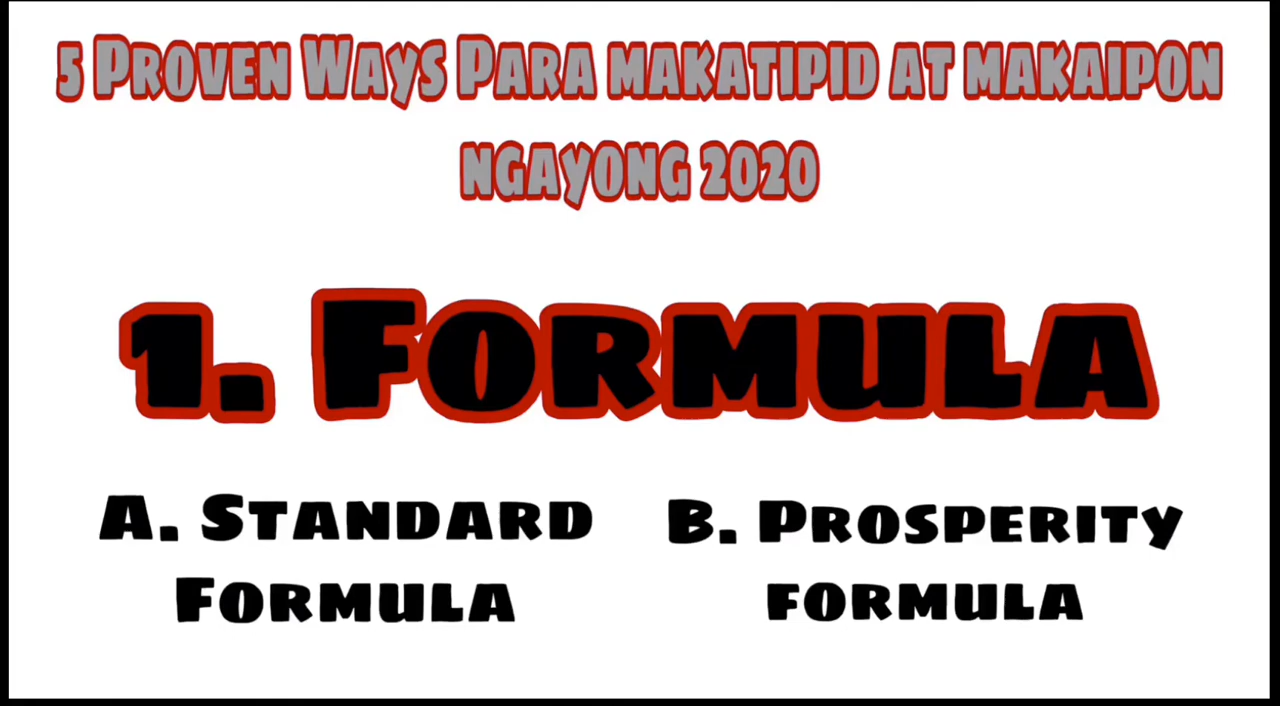 5 Proven Ways Para makatipid at makaipon
ngayong 2020
1. Formula
A. Standard
Formula
B. Prosperity
formula